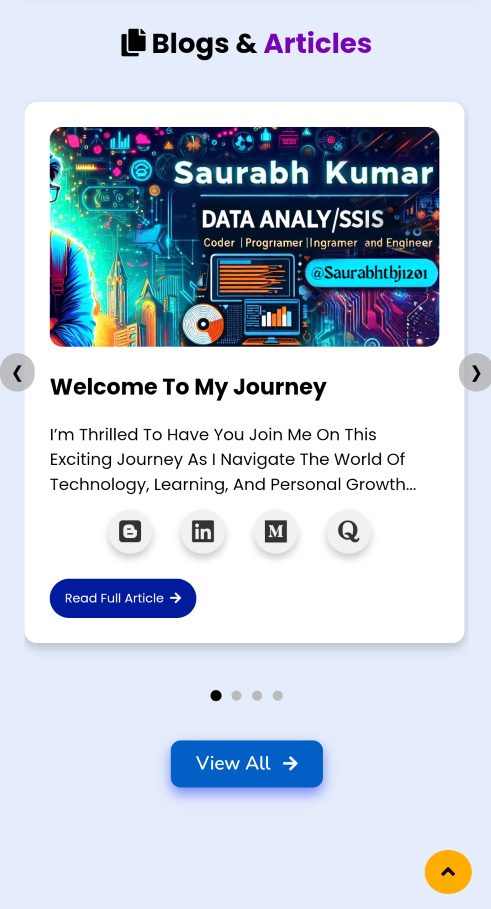 Blogs & Articles
Saurabh Kumar
DATA ANALY/SSIS
Coder | Progrramer | Ingramer and Engineer
@Saurabhtbj1201
Welcome To My Journey
I'm Thrilled To Have You Join Me On This
Exciting Journey As I Navigate The World Of
Technology, Learning, And Personal Growth...
Read Full Article
View All